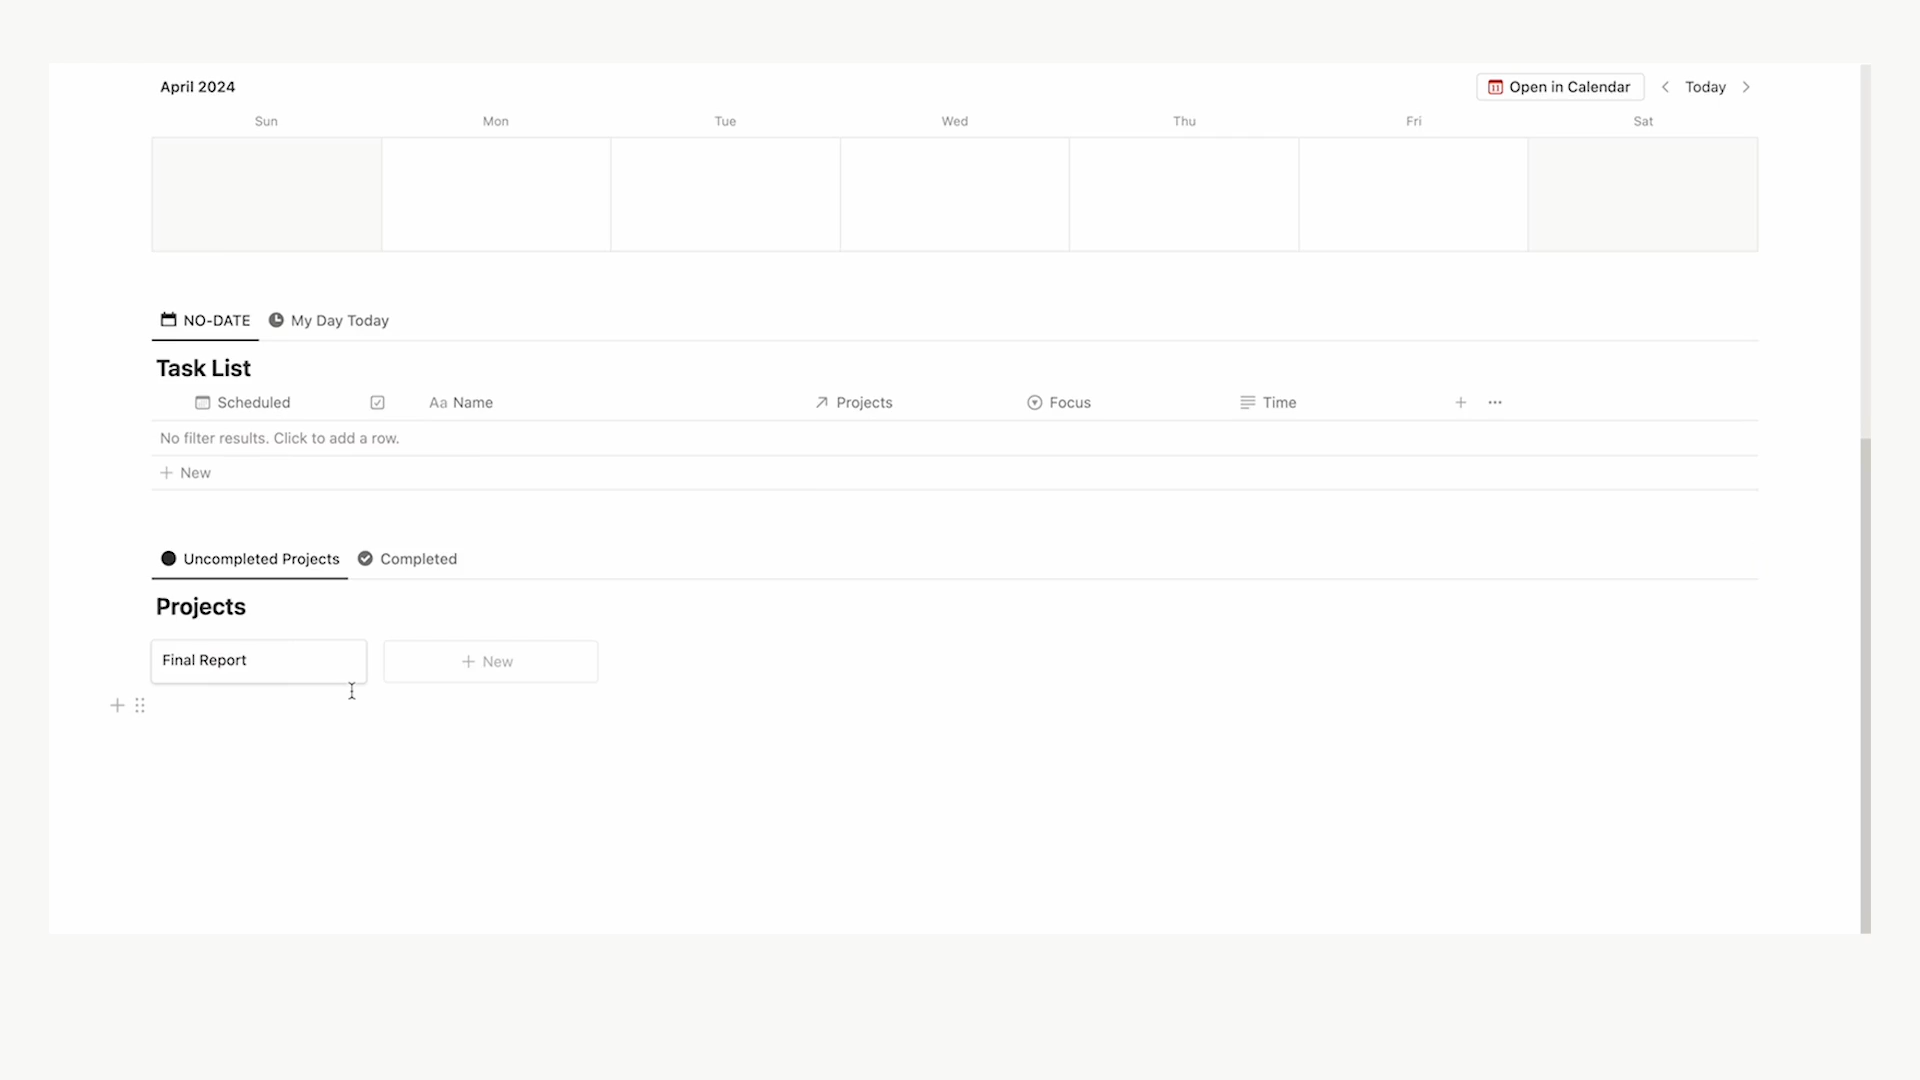 April 2024
Open in Calendar
Today
Sun Mon Tue Wed Thu Fri Sat
NO-DATE
My Day Today
Task List
Scheduled
Aa Name
Projects
Focus
Time
No filter results. Click to add a row.
New
Uncompleted Projects
Completed
Projects
Final Report
New